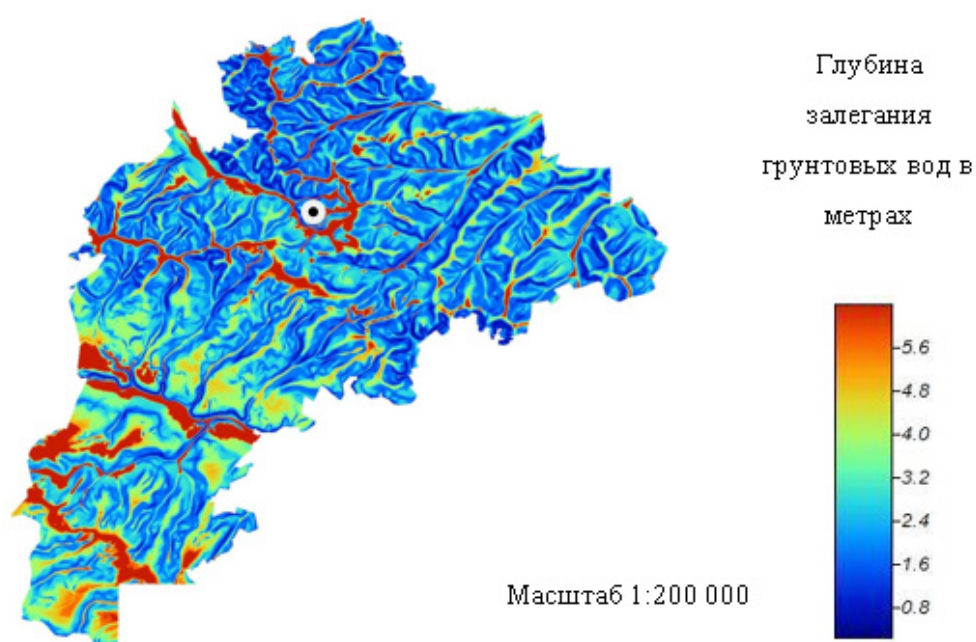 Глубина
залегания
грунтовых вод в
метрах
5.6
4.8
4.0
3.2
2.4
1.6
0.8
Масштаб 1:200 000